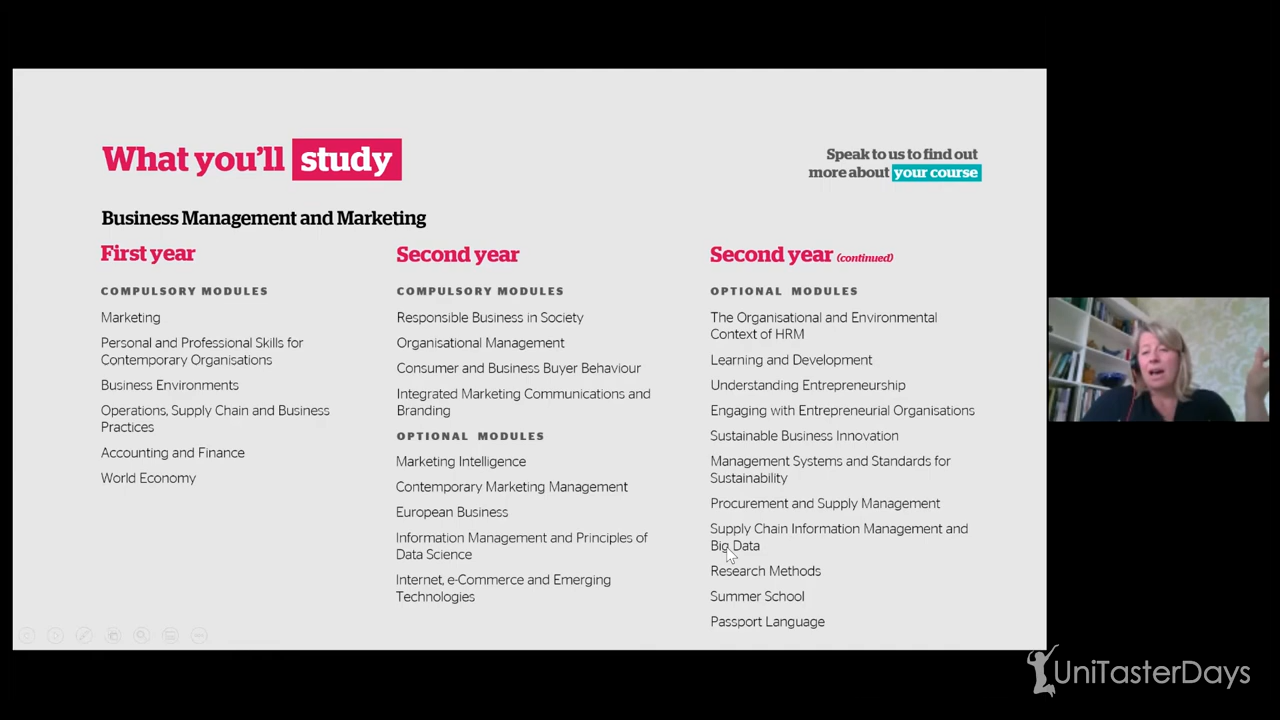 What you'll study
Speak to us to find out
more about your course
Business Management and Marketing
First year
COMPULSORY MODULES
Marketing
Personal and Professional Skills for
Contemporary Organisations
Business Environments
Operations, Supply Chain and Business
Practices
Accounting and Finance
World Economy
Second year
COMPULSORY MODULES
Responsible Business in Society
Organisational Management
Consumer and Business Buyer Behaviour
Integrated Marketing Communications and
Branding
OPTIONAL MODULES
Marketing Intelligence
Contemporary Marketing Management
European Business
Information Management and Principles of
Data Science
Internet, e-Commerce and Emerging
Technologies
Second year (continued)
OPTIONAL MODULES
The Organisational and Environmental
Context of HRM
Learning and Development
Understanding Entrepreneurship
Engaging with Entrepreneurial Organisations
Sustainable Business Innovation
Management Systems and Standards for
Sustainability
Procurement and Supply Management
Supply Chain Information Management and
Big Data
Research Methods
Summer School
Passport Language
UniTasterDays